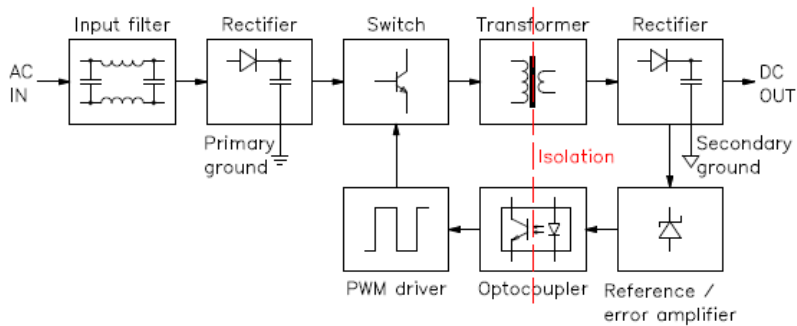 Input filter
Rectifier
Switch
Transformer
Rectifier
AC
IN
DC
OUT
Primary
ground
Isolation
Secondary
ground
PWM driver
Optocoupler
Reference /
error amplifier